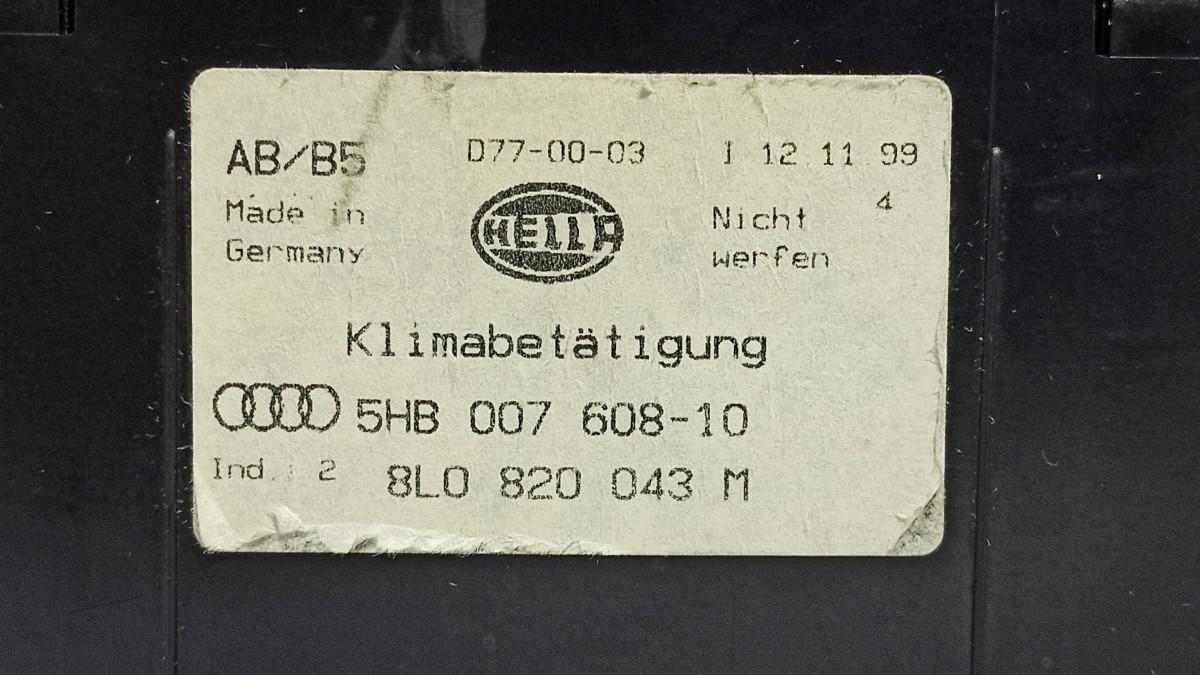 AB/B5 D77-00-03 I 12.11.99
4
Made in HELLA Nicht
Germany werfen
Klimabetätigung
5HB 007 608-10
Ind. : 2 8L0 820 043 M